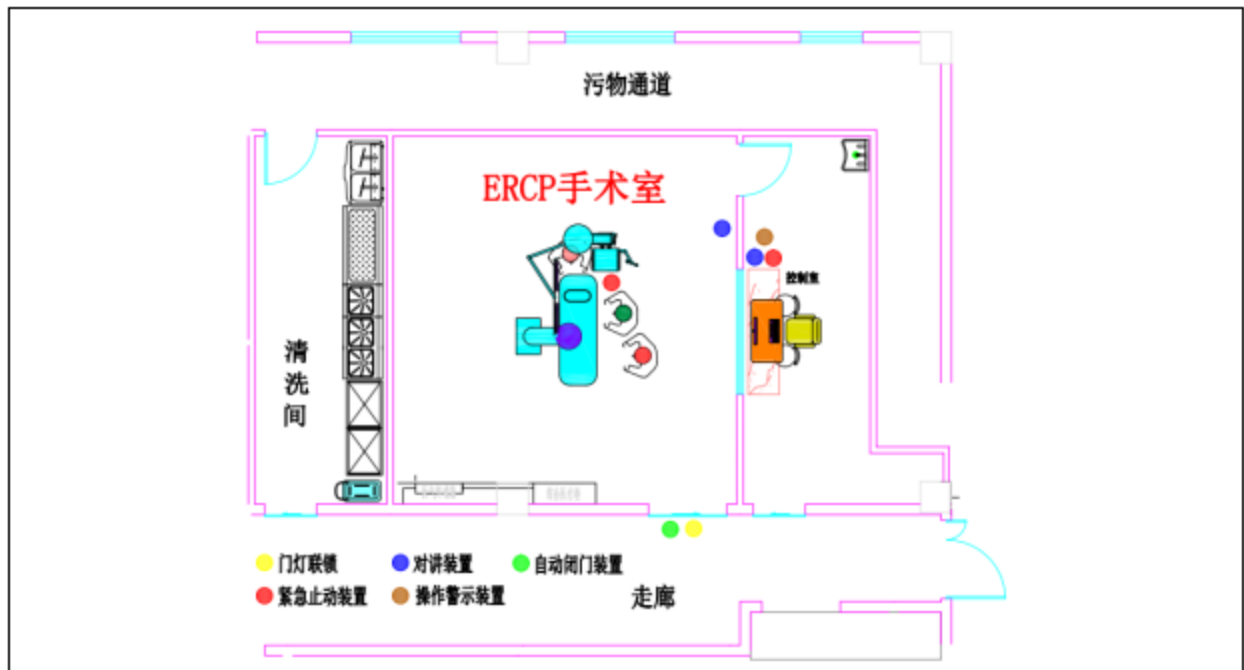 污物通道
ERCP手术室
控制室
清洗间
门灯联锁
对讲装置
自动闭门装置
紧急止动装置
操作警示装置
走廊